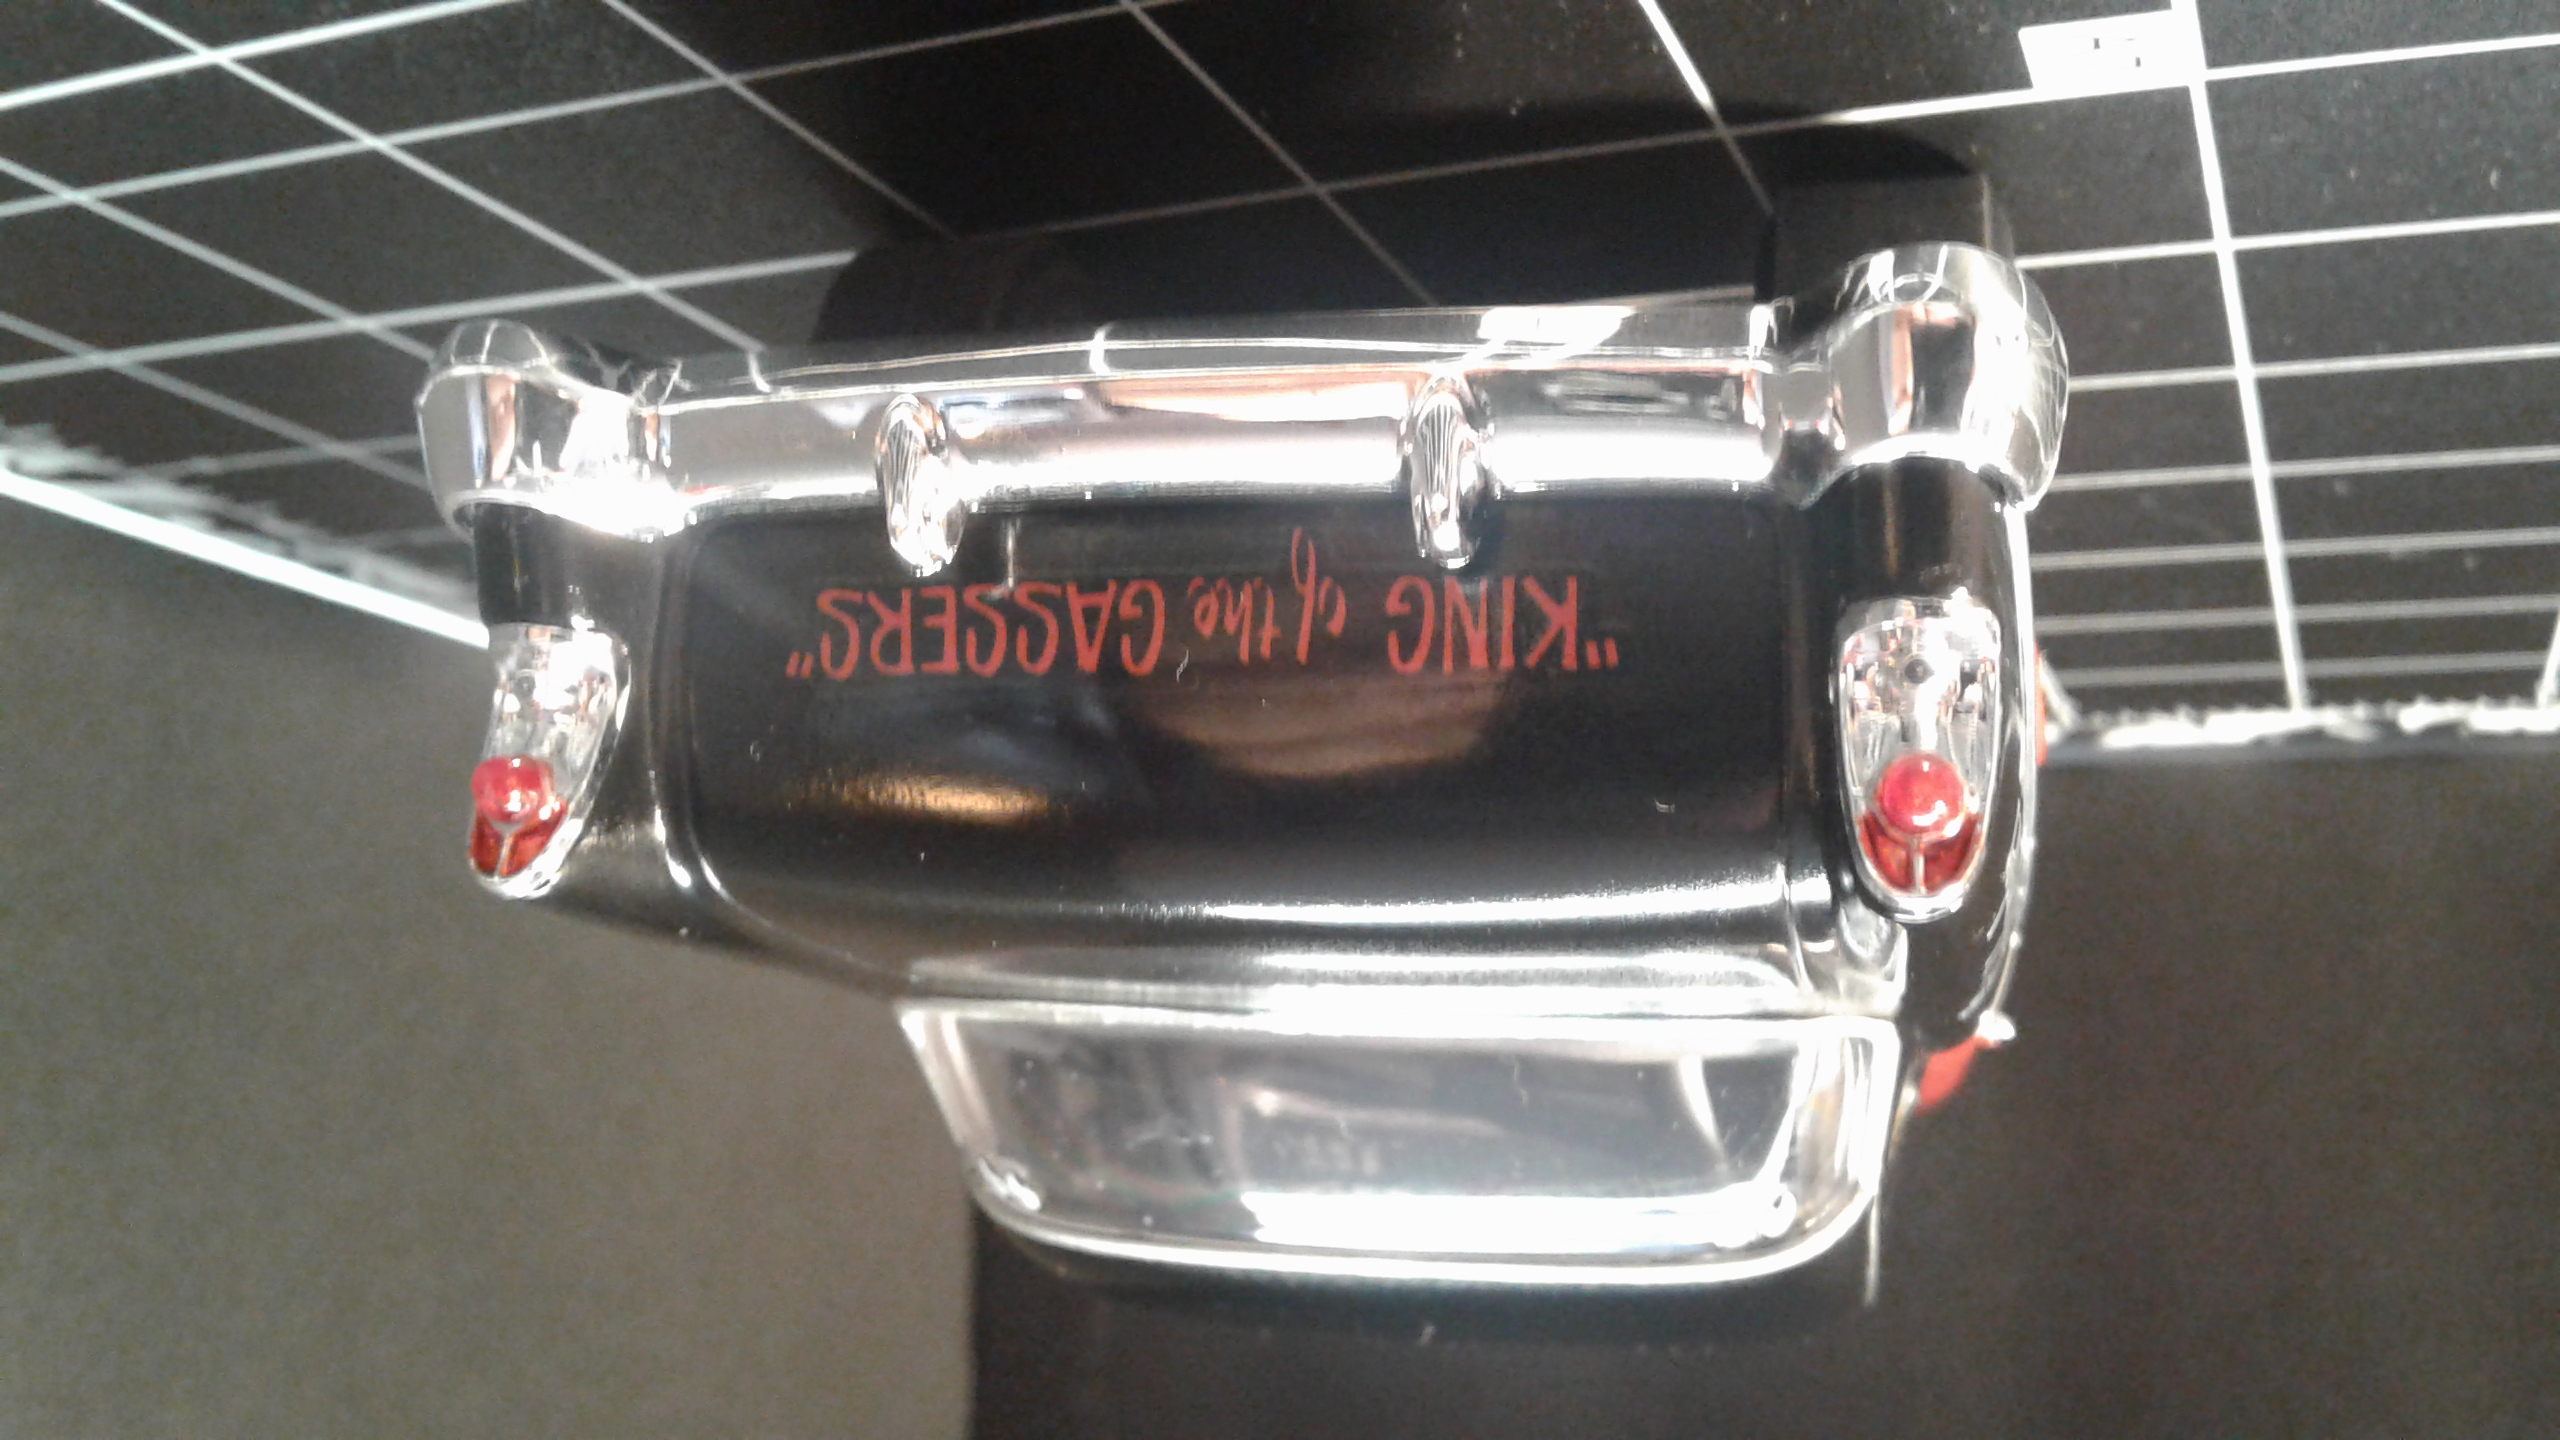 "KING of the GASSERS"